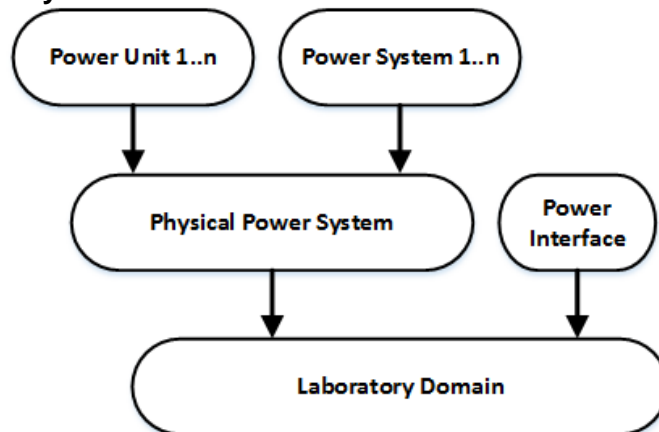 Power Unit 1..n
Power System 1..n
Physical Power System
Power
Interface
Laboratory Domain